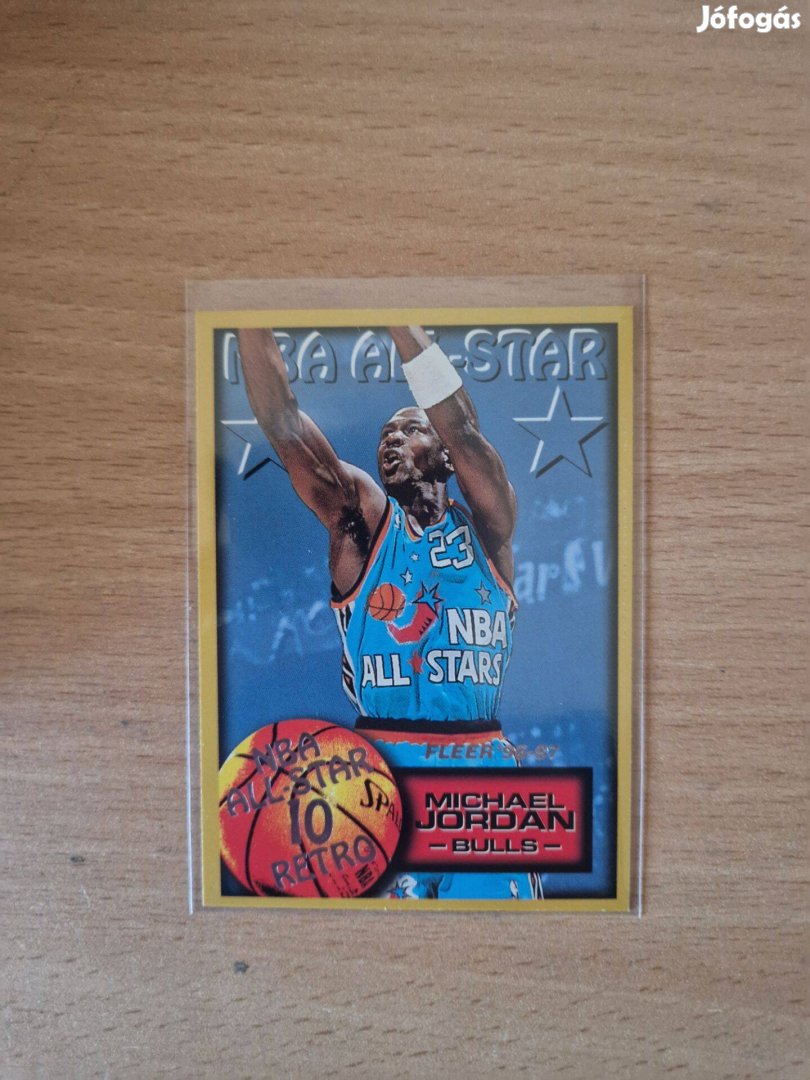 Jófogás
NBA ALL-STAR
23
NBA
ALL STARS
FLEER '96-97
NBA
ALL-STAR
10
RETRO
MICHAEL
JORDAN
- BULLS -